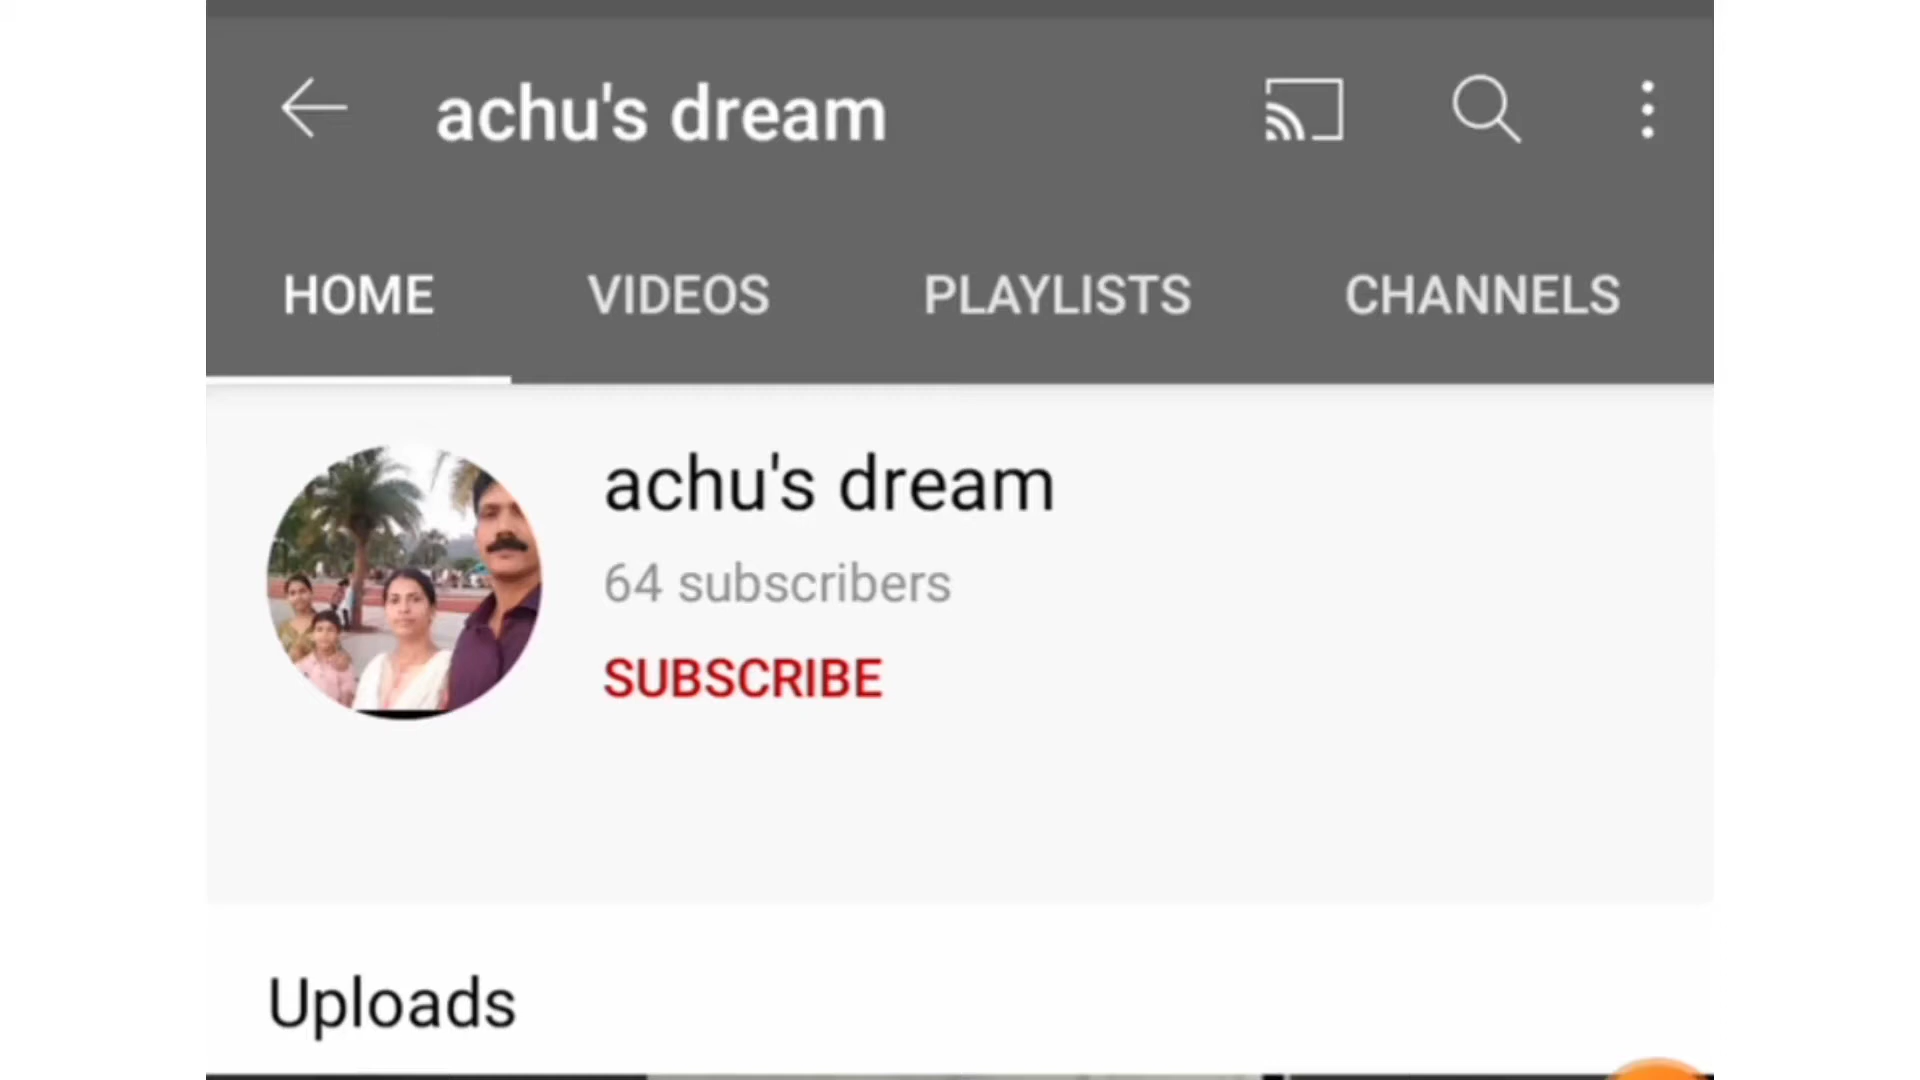 achu's dream
HOME VIDEOS PLAYLISTS CHANNELS
achu's dream
64 subscribers
SUBSCRIBE
Uploads